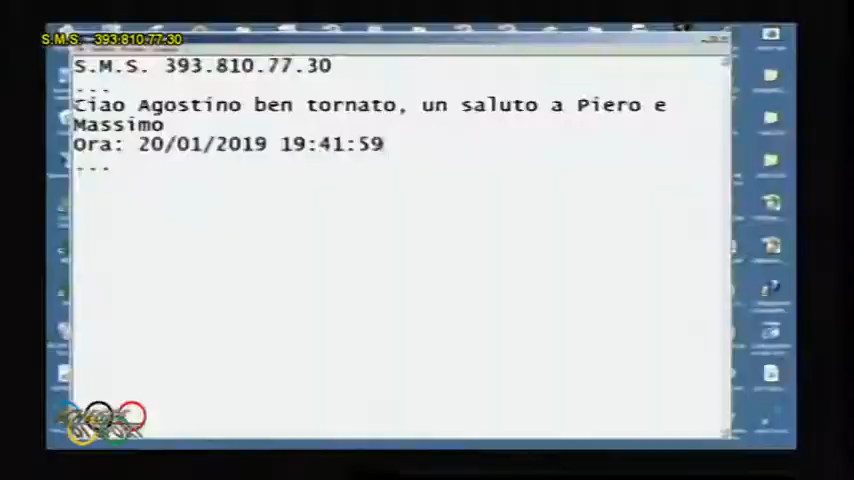 S.M.S. 393.810.77.30
S.M.S. 393.810.77.30
...
Ciao Agostino ben tornato, un saluto a Piero e
Massimo
Ora: 20/01/2019 19:41:59
...